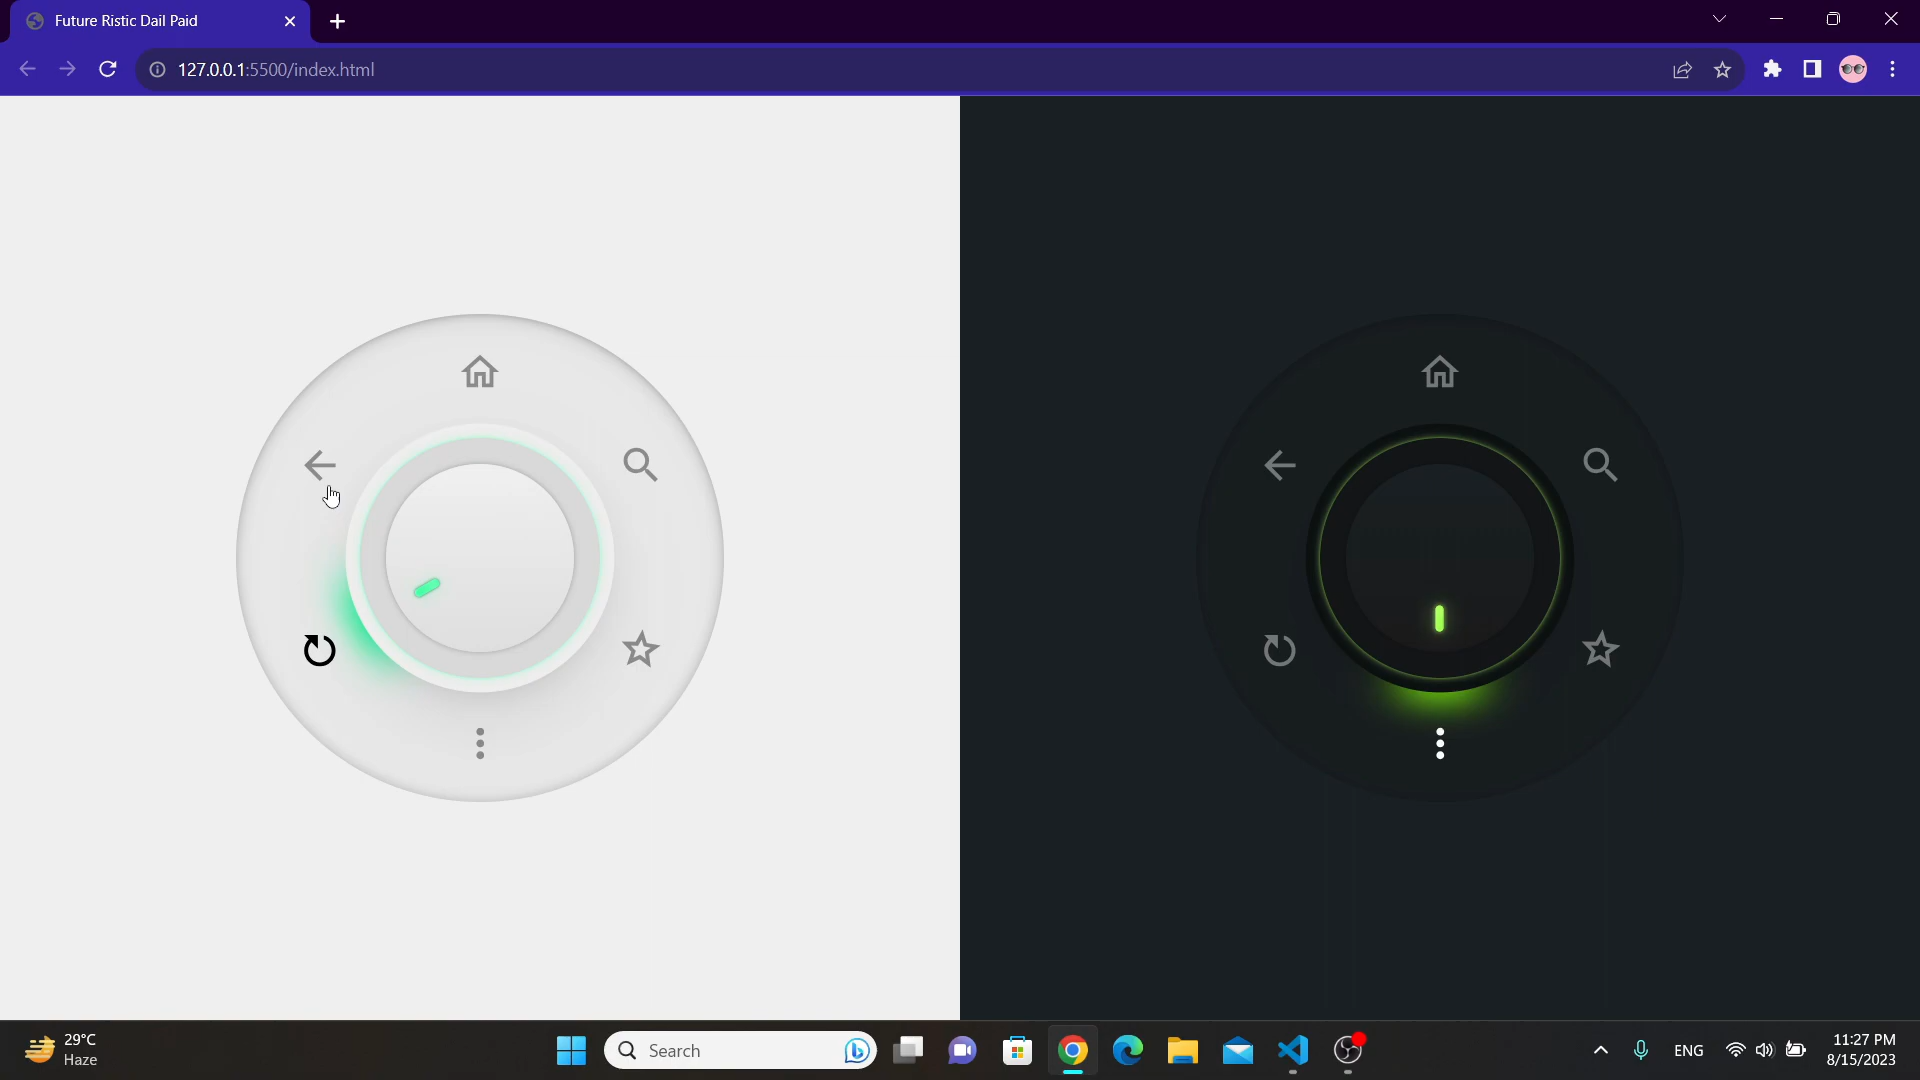 Future Ristic Dail Paid
127.0.0.1:5500/index.html
29°C
Haze
Search
ENG
11:27 PM
8/15/2023